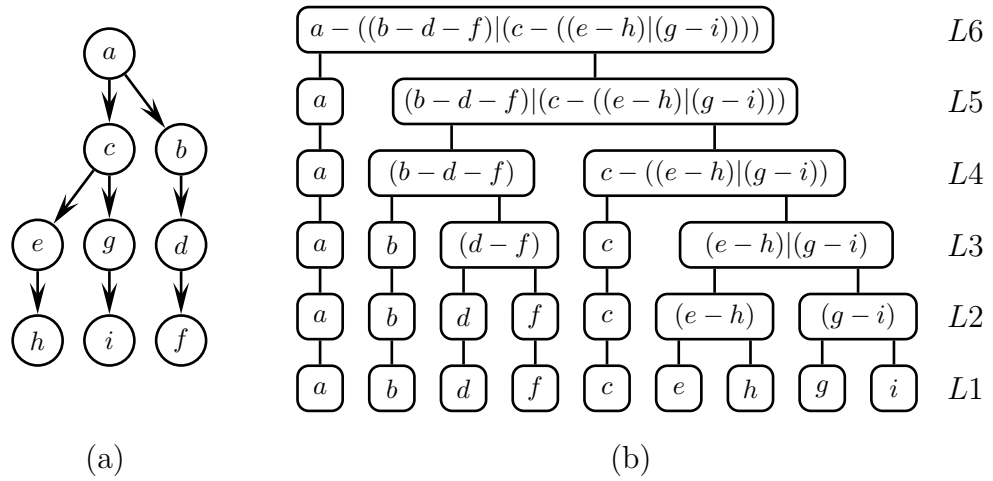 a
c b
e g d
h i f
(a)
a − ((b − d − f)|(c − ((e − h)|(g − i)))) L6
a (b − d − f)|(c − ((e − h)|(g − i))) L5
a (b − d − f) c − ((e − h)|(g − i)) L4
a b (d − f) c (e − h)|(g − i) L3
a b d f c (e − h) (g − i) L2
a b d f c e h g i L1
(b)